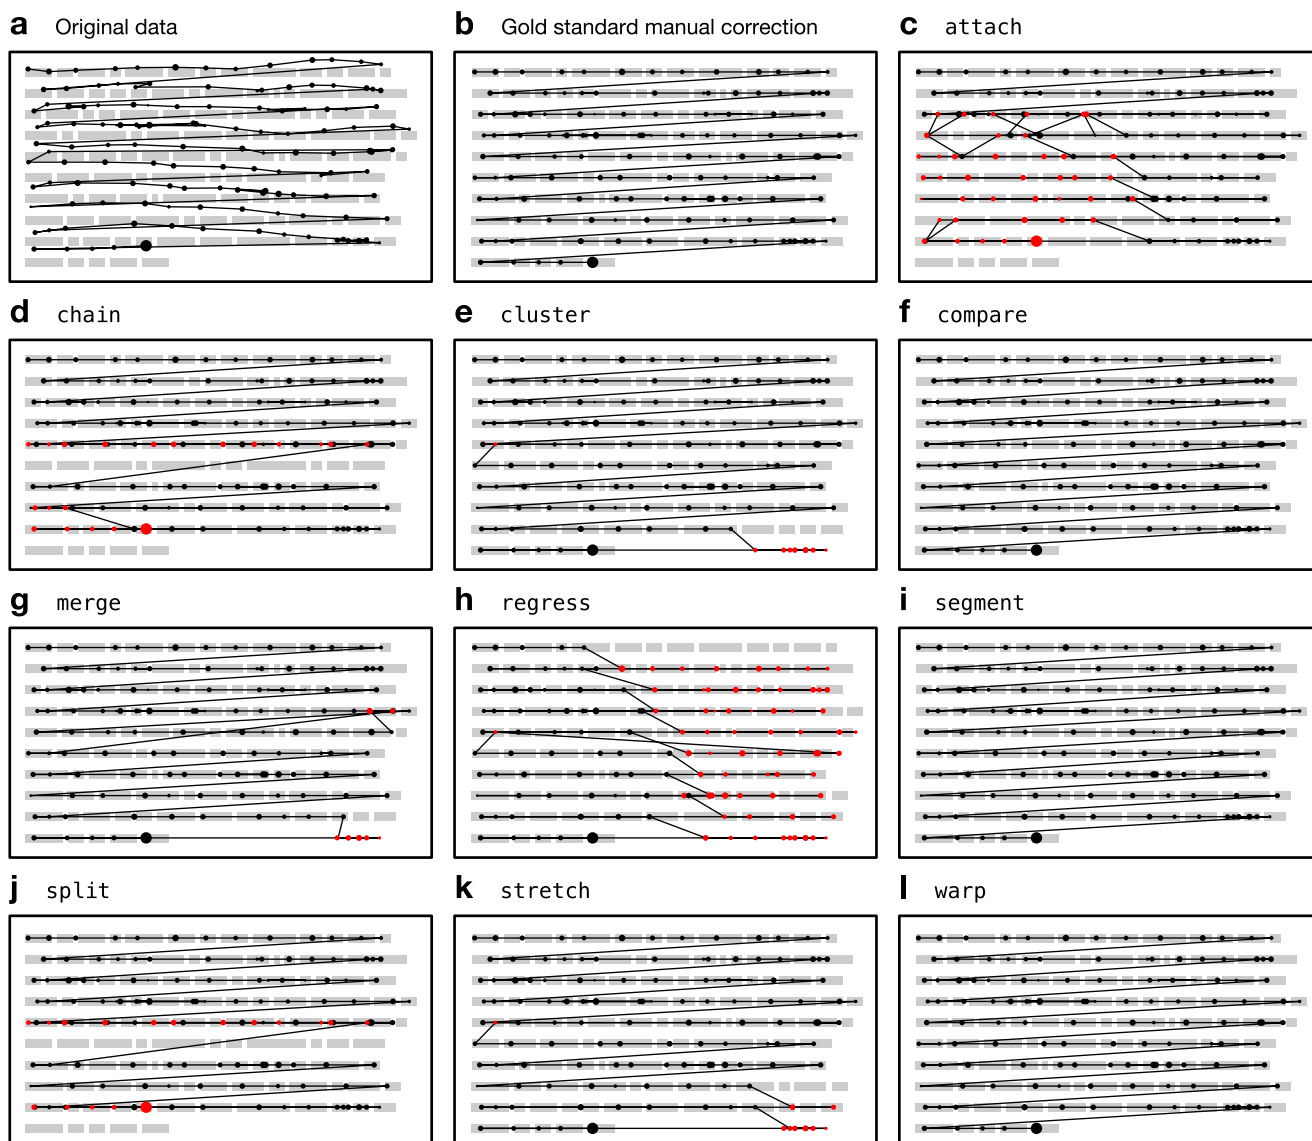 a Original data
b Gold standard manual correction
c attach
d chain
e cluster
f compare
g merge
h regress
i segment
j split
k stretch
l warp